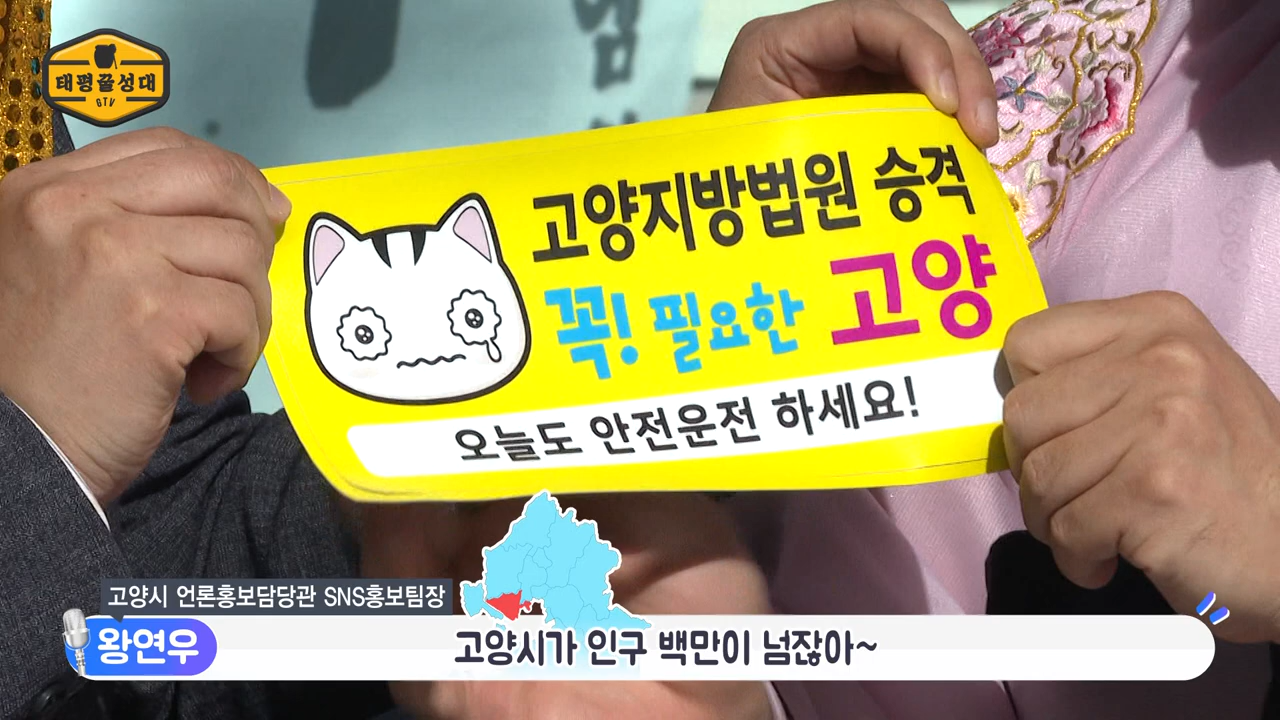 태평끝성대
GTV
고양지방법원 승격
꼭! 필요한 고양
오늘도 안전운전 하세요!
고양시 언론홍보담당관 SNS홍보팀장
왕연우
고양시가 인구 백만이 넘잖아~